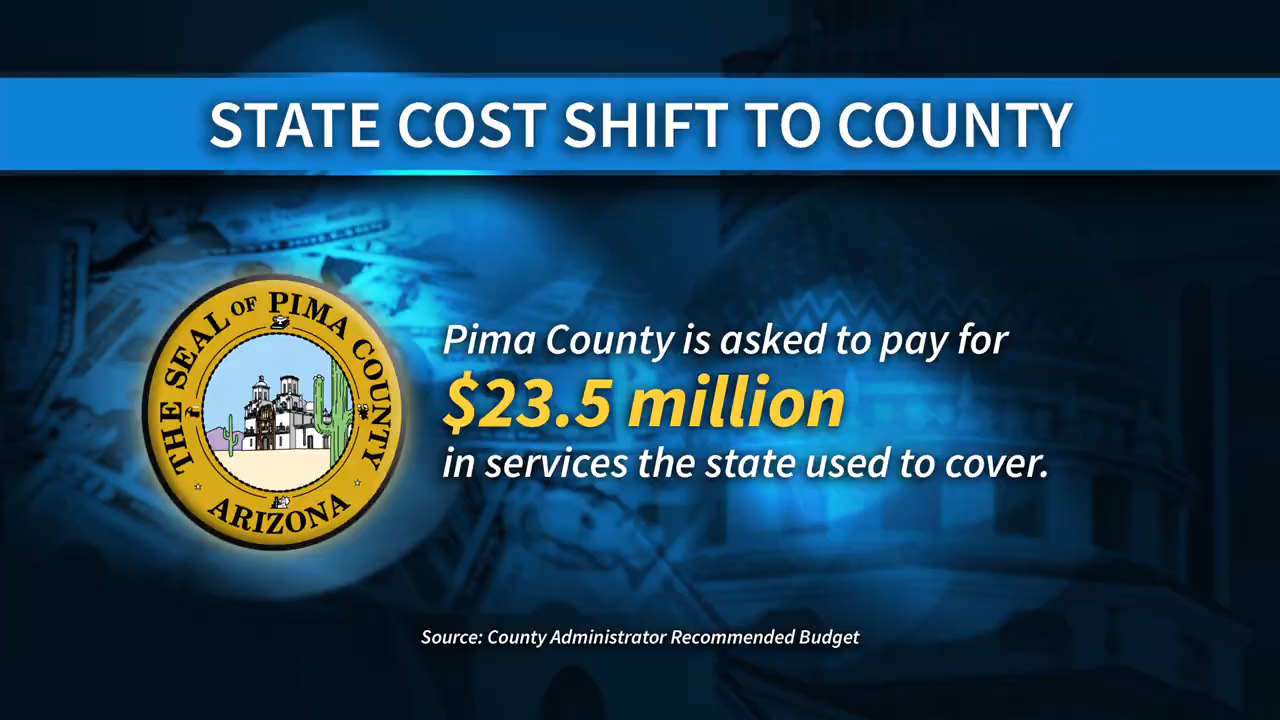 STATE COST SHIFT TO COUNTY
THE SEAL OF PIMA COUNTY
ARIZONA
Pima County is asked to pay for
$23.5 million
in services the state used to cover.
Source: County Administrator Recommended Budget